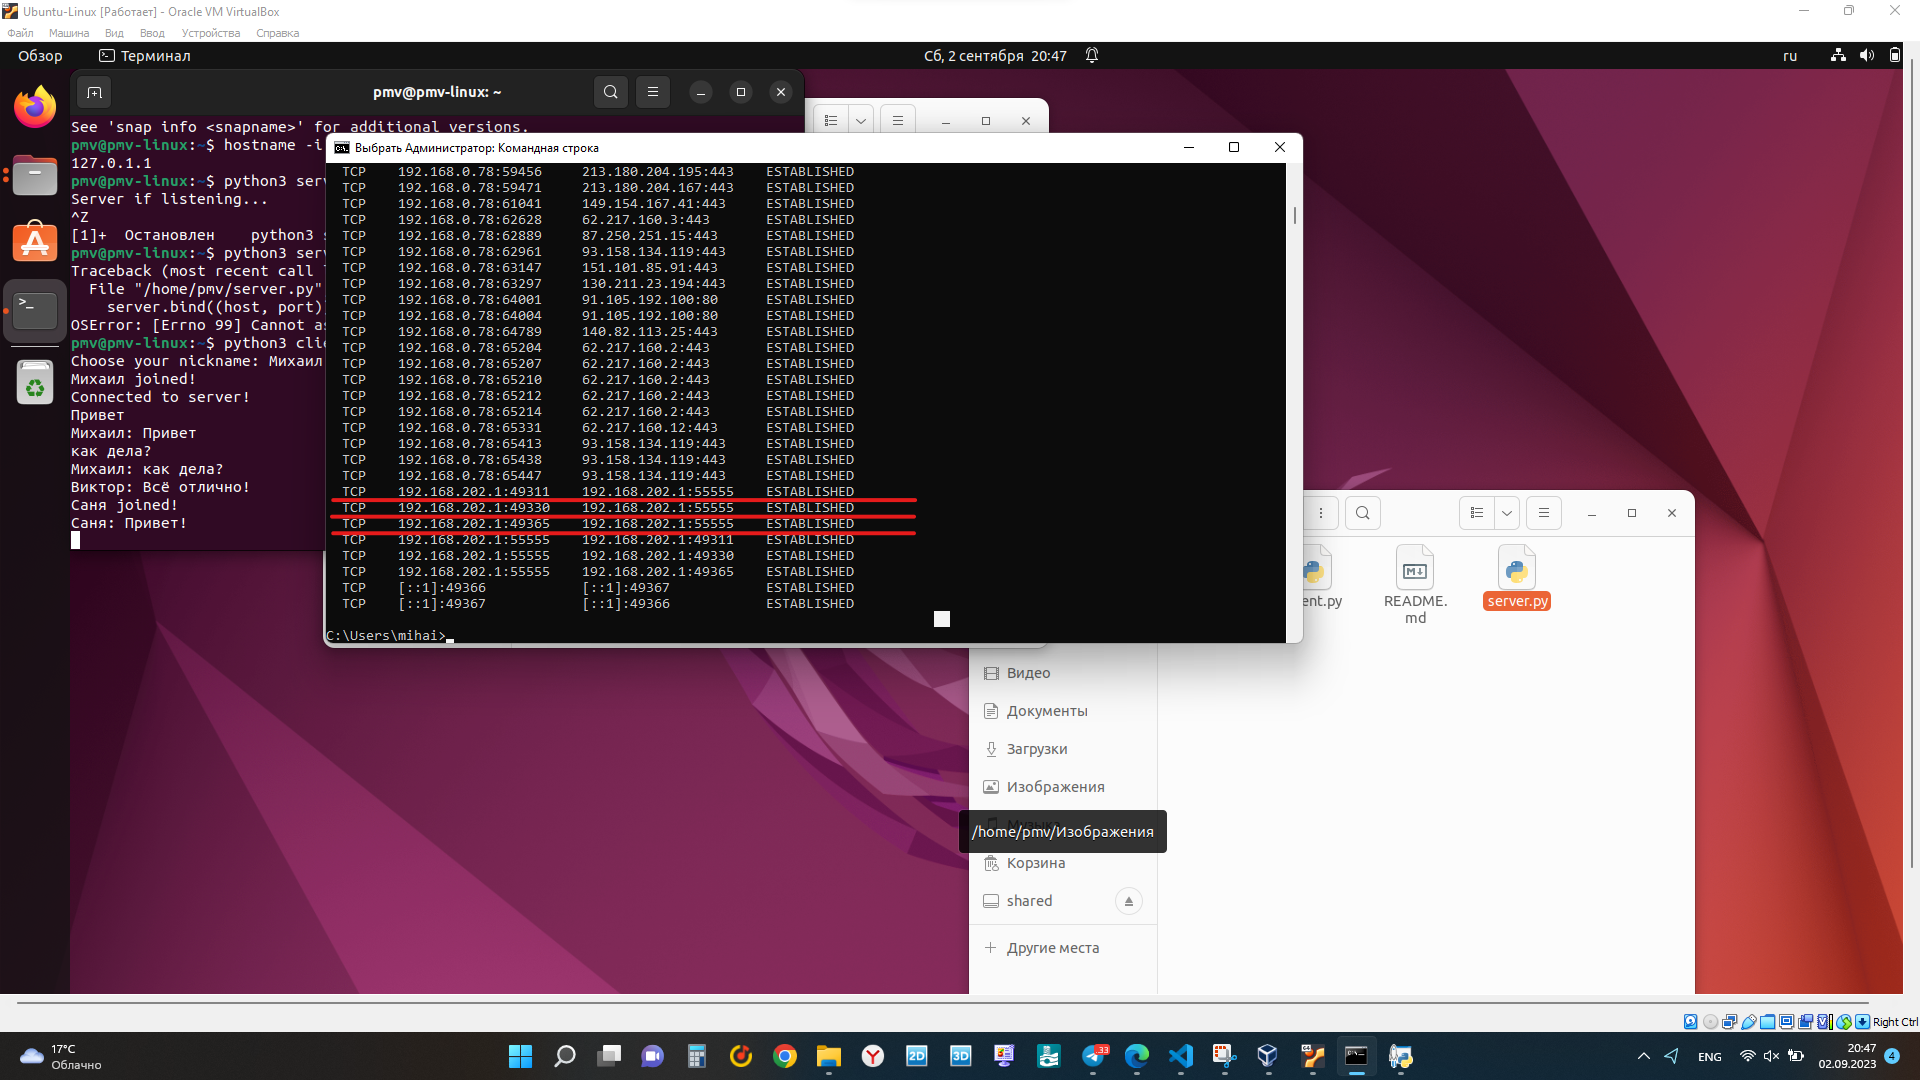 Ubuntu-Linux [Работает] - Oracle VM VirtualBox
Файл Машина Вид Ввод Устройства Справка
Обзор Терминал Сб, 2 сентября 20:47 ru
pmv@pmv-linux: ~
See 'snap info <snapname>' for additional versions.
pmv@pmv-linux:~$ hostname -i
127.0.1.1
pmv@pmv-linux:~$ python3 ser
Server if listening...
^Z
[1]+ Остановлен python3
pmv@pmv-linux:~$ python3 ser
Traceback (most recent call
File "/home/pmv/server.py"
server.bind((host, port)
OSError: [Errno 99] Cannot a
pmv@pmv-linux:~$ python3 cli
Choose your nickname: Михаил
Михаил joined!
Connected to server!
Привет
Михаил: Привет
как дела?
Михаил: как дела?
Виктор: Всё отлично!
Саня joined!
Саня: Привет!
Выбрать Администратор: Командная строка
TCP 192.168.0.78:59456 213.180.204.195:443 ESTABLISHED
TCP 192.168.0.78:59471 213.180.204.167:443 ESTABLISHED
TCP 192.168.0.78:61041 149.154.167.41:443 ESTABLISHED
TCP 192.168.0.78:62628 62.217.160.3:443 ESTABLISHED
TCP 192.168.0.78:62889 87.250.251.15:443 ESTABLISHED
TCP 192.168.0.78:62961 93.158.134.119:443 ESTABLISHED
TCP 192.168.0.78:63147 151.101.85.91:443 ESTABLISHED
TCP 192.168.0.78:63297 130.211.23.194:443 ESTABLISHED
TCP 192.168.0.78:64001 91.105.192.100:80 ESTABLISHED
TCP 192.168.0.78:64004 91.105.192.100:80 ESTABLISHED
TCP 192.168.0.78:64789 140.82.113.25:443 ESTABLISHED
TCP 192.168.0.78:65204 62.217.160.2:443 ESTABLISHED
TCP 192.168.0.78:65207 62.217.160.2:443 ESTABLISHED
TCP 192.168.0.78:65210 62.217.160.2:443 ESTABLISHED
TCP 192.168.0.78:65212 62.217.160.2:443 ESTABLISHED
TCP 192.168.0.78:65214 62.217.160.2:443 ESTABLISHED
TCP 192.168.0.78:65331 62.217.160.12:443 ESTABLISHED
TCP 192.168.0.78:65413 93.158.134.119:443 ESTABLISHED
TCP 192.168.0.78:65438 93.158.134.119:443 ESTABLISHED
TCP 192.168.0.78:65447 93.158.134.119:443 ESTABLISHED
TCP 192.168.202.1:49311 192.168.202.1:55555 ESTABLISHED
TCP 192.168.202.1:49330 192.168.202.1:55555 ESTABLISHED
TCP 192.168.202.1:49365 192.168.202.1:55555 ESTABLISHED
TCP 192.168.202.1:55555 192.168.202.1:49311 ESTABLISHED
TCP 192.168.202.1:55555 192.168.202.1:49330 ESTABLISHED
TCP 192.168.202.1:55555 192.168.202.1:49365 ESTABLISHED
TCP [::1]:49366 [::1]:49367 ESTABLISHED
TCP [::1]:49367 [::1]:49366 ESTABLISHED
C:\Users\mihai>
ent.py README.md server.py
Видео
Документы
Загрузки
Изображения
/home/pmv/Изображения
Корзина
shared
Другие места
Right Ctrl
17°C
Облачно
2D 3D 33
ENG
20:47
02.09.2023
4